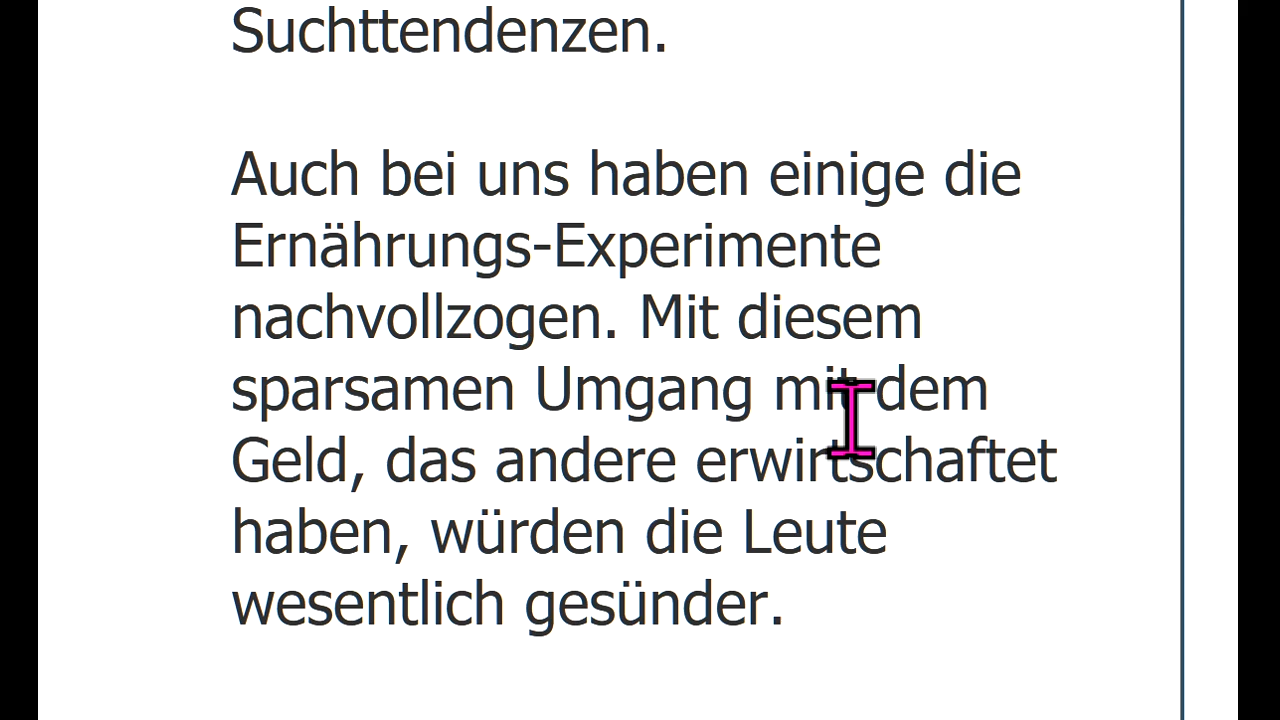 Suchttendenzen.
Auch bei uns haben einige die
Ernährungs-Experimente
nachvollzogen. Mit diesem
sparsamen Umgang mit dem
Geld, das andere erwirtschaftet
haben, würden die Leute
wesentlich gesünder.